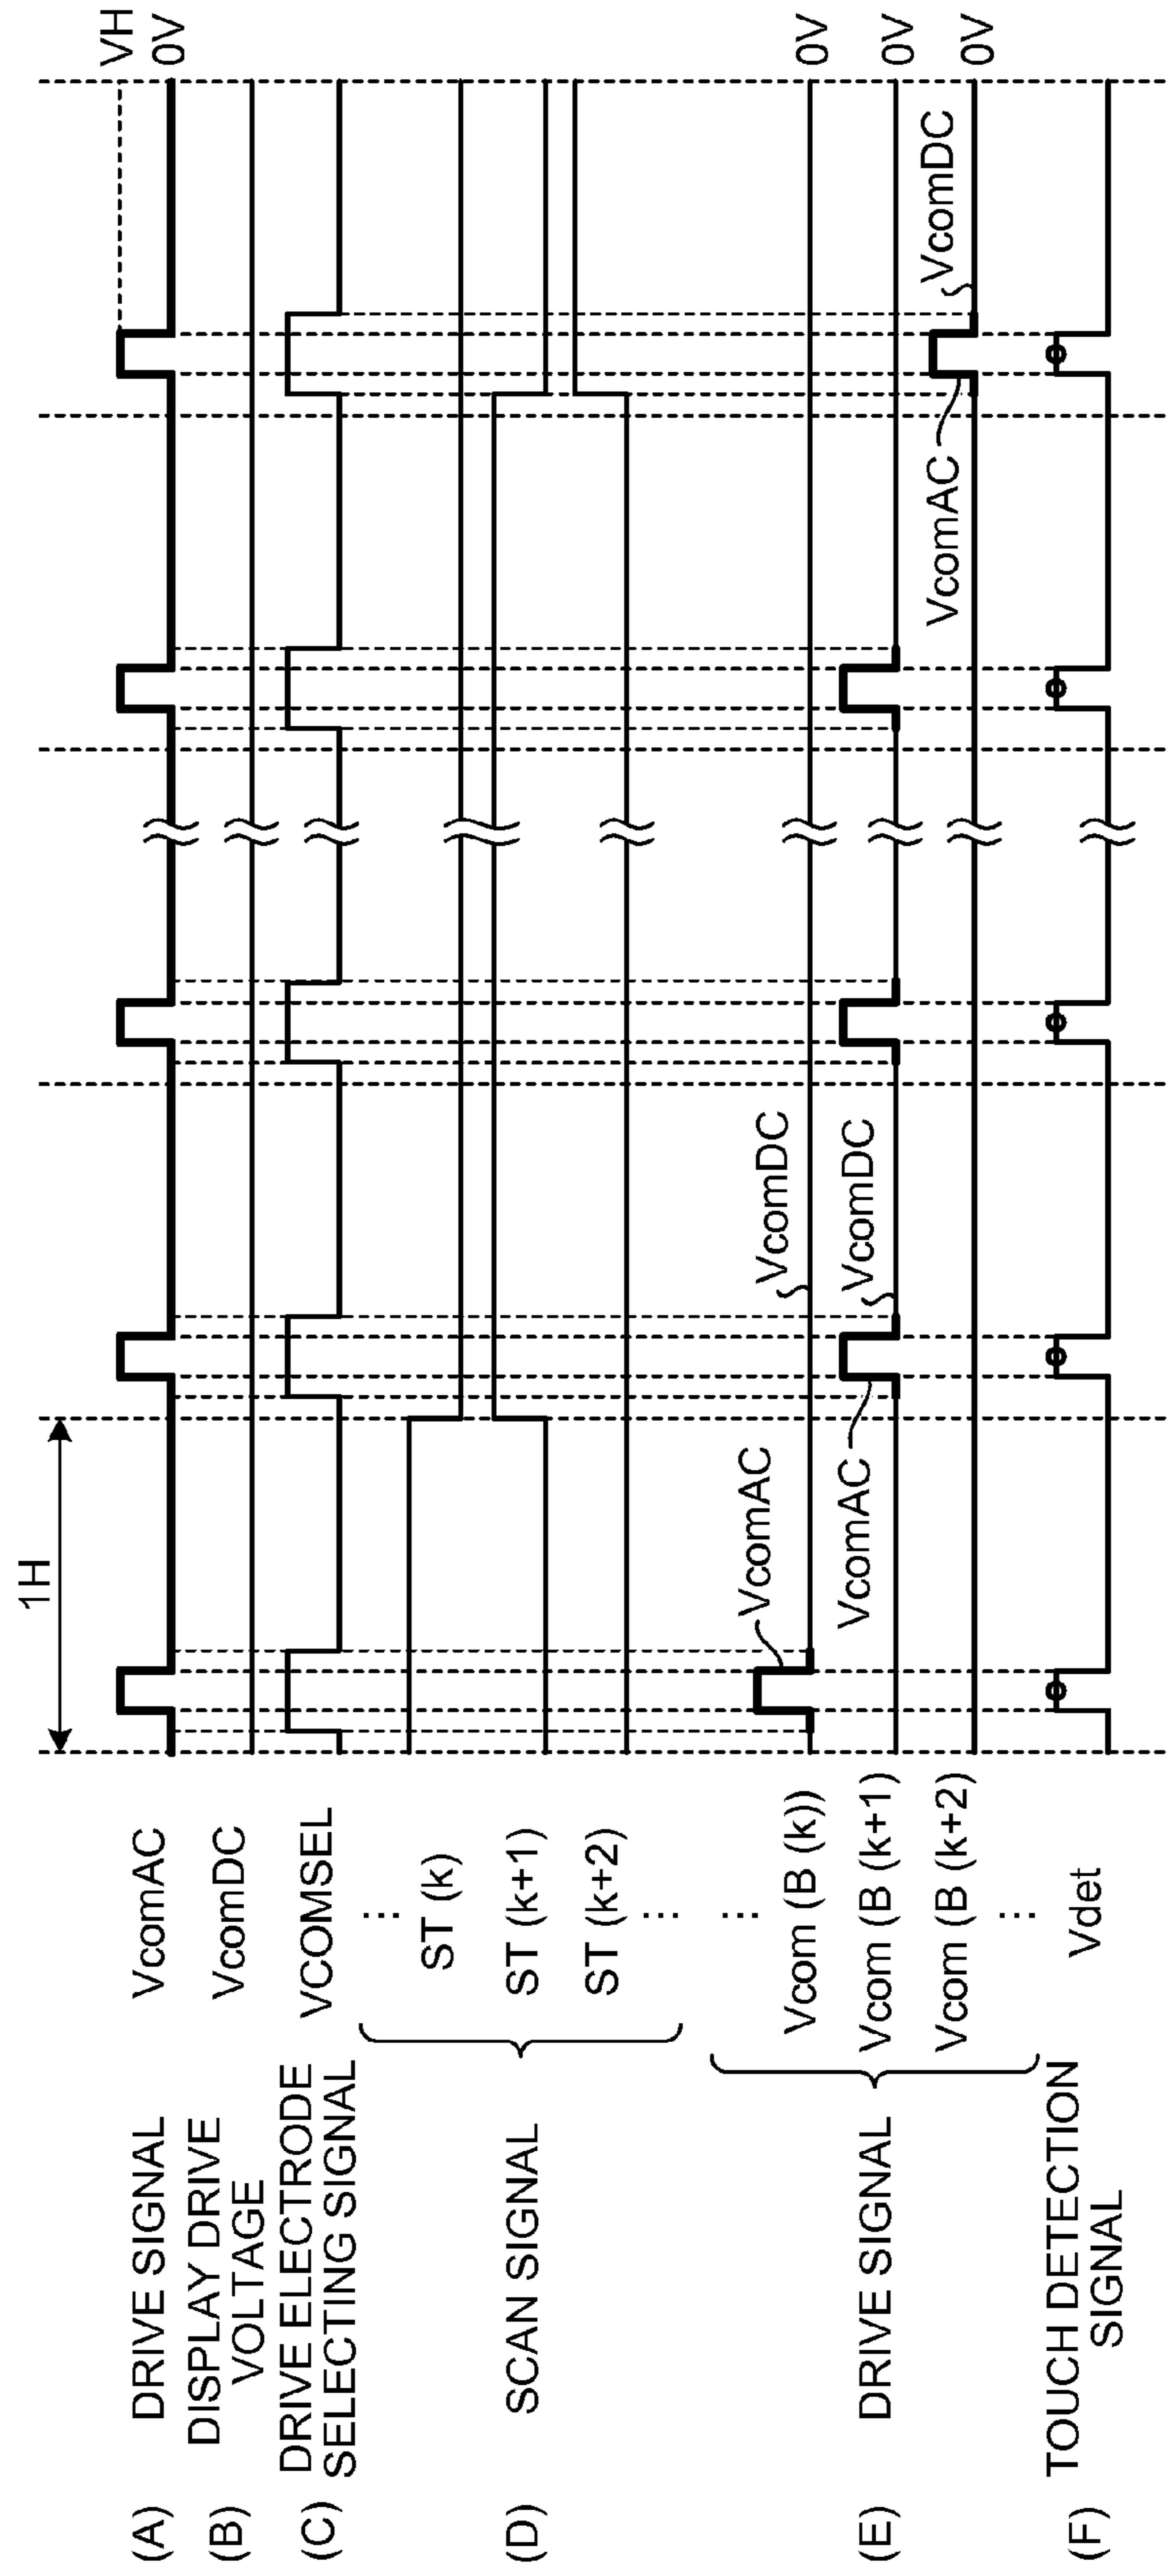 1H
VH
0V
(A) DRIVE SIGNAL VcomAC
(B) DISPLAY DRIVE VOLTAGE VcomDC
(C) DRIVE ELECTRODE SELECTING SIGNAL VCOMSEL
...
(D) SCAN SIGNAL
ST (k)
ST (k+1)
ST (k+2)
...
...
(E) DRIVE SIGNAL
Vcom (B (k))
VcomAC
VcomDC
0V
Vcom (B (k+1)
VcomAC
VcomDC
0V
Vcom (B (k+2)
VcomAC
VcomDC
0V
...
(F) TOUCH DETECTION SIGNAL Vdet